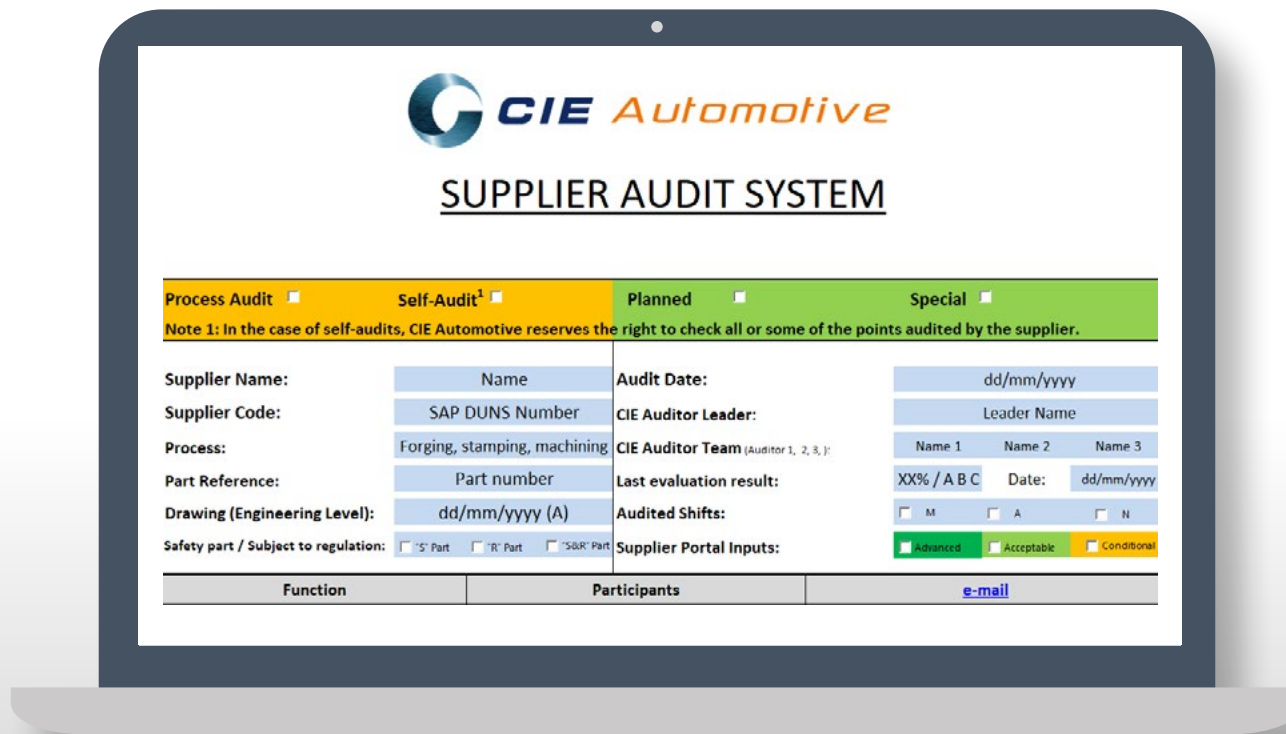 CIE Automotive
SUPPLIER AUDIT SYSTEM
Process Audit Self-Audit1 Planned Special
Note 1: In the case of self-audits, CIE Automotive reserves the right to check all or some of the points audited by the supplier.
Supplier Name: Name Audit Date: dd/mm/yyyy
Supplier Code: SAP DUNS Number CIE Auditor Leader: Leader Name
Process: Forging, stamping, machining CIE Auditor Team (Auditor 1, 2, 3, ): Name 1 Name 2 Name 3
Part Reference: Part number Last evaluation result: XX% / A B C Date: dd/mm/yyyy
Drawing (Engineering Level): dd/mm/yyyy (A) Audited Shifts: M A N
Safety part / Subject to regulation: "S" Part "R" Part "S&R" Part Supplier Portal Inputs: Advanced Acceptable Conditional
Function Participants e-mail